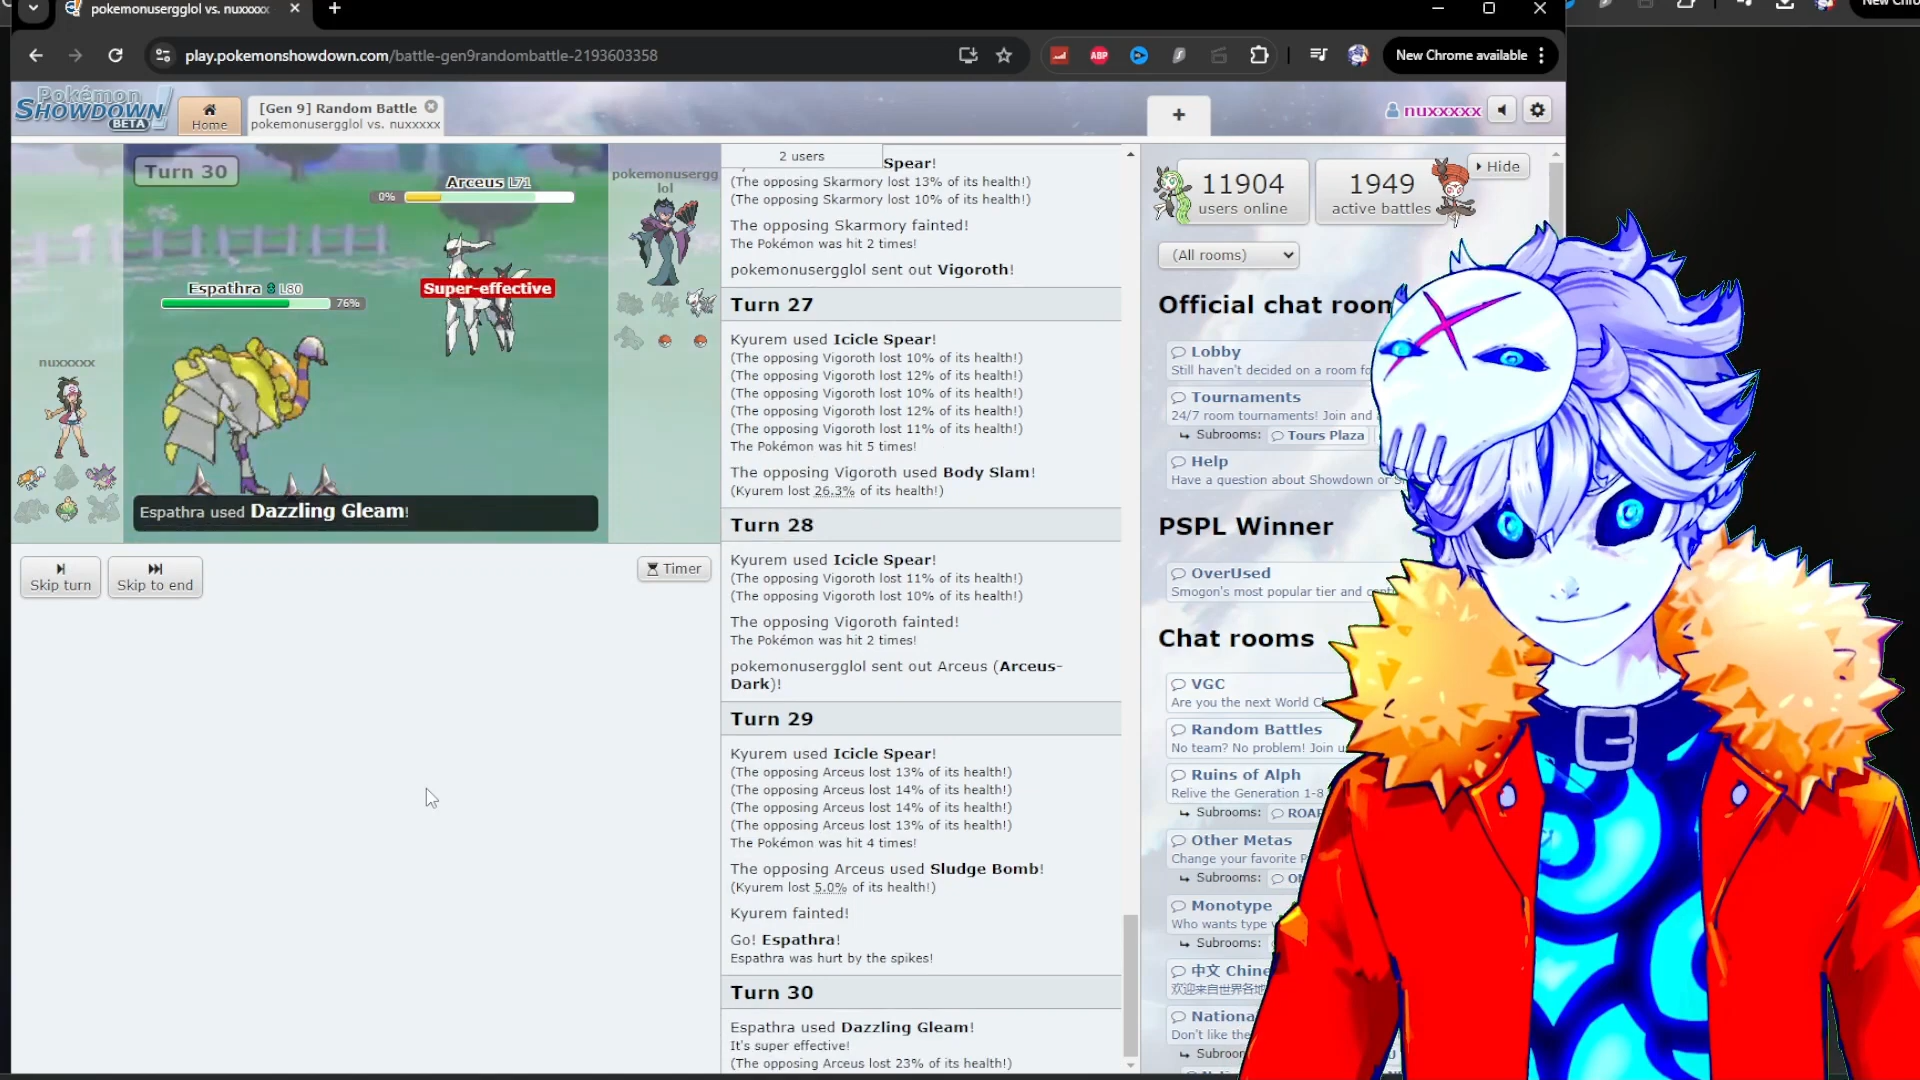 pokemonusergglol vs. nuxxxxx
play.pokemonshowdown.com/battle-gen9randombattle-2193603358
ABP
New Chrome available
Pokémon
SHOWDOWN!
BETA
Home
[Gen 9] Random Battle
pokemonusergglol vs. nuxxxxx
+
nuxxxxx
Turn 30
Arceus L71
0%
Espathra L80
76%
Super-effective
nuxxxxx
pokemonusergg
lol
Espathra used Dazzling Gleam!
Skip turn
Skip to end
Timer
2 users
Spear!
(The opposing Skarmory lost 13% of its health!)
(The opposing Skarmory lost 10% of its health!)
The opposing Skarmory fainted!
The Pokémon was hit 2 times!
pokemonusergglol sent out Vigoroth!
Turn 27
Kyurem used Icicle Spear!
(The opposing Vigoroth lost 10% of its health!)
(The opposing Vigoroth lost 12% of its health!)
(The opposing Vigoroth lost 10% of its health!)
(The opposing Vigoroth lost 12% of its health!)
(The opposing Vigoroth lost 11% of its health!)
The Pokémon was hit 5 times!
The opposing Vigoroth used Body Slam!
(Kyurem lost 26.3% of its health!)
Turn 28
Kyurem used Icicle Spear!
(The opposing Vigoroth lost 11% of its health!)
(The opposing Vigoroth lost 10% of its health!)
The opposing Vigoroth fainted!
The Pokémon was hit 2 times!
pokemonusergglol sent out Arceus (Arceus-
Dark)!
Turn 29
Kyurem used Icicle Spear!
(The opposing Arceus lost 13% of its health!)
(The opposing Arceus lost 14% of its health!)
(The opposing Arceus lost 14% of its health!)
(The opposing Arceus lost 13% of its health!)
The Pokémon was hit 4 times!
The opposing Arceus used Sludge Bomb!
(Kyurem lost 5.0% of its health!)
Kyurem fainted!
Go! Espathra!
Espathra was hurt by the spikes!
Turn 30
Espathra used Dazzling Gleam!
It's super effective!
(The opposing Arceus lost 23% of its health!)
11904
users online
1949
active battles
Hide
(All rooms)
Official chat room
Lobby
Still haven't decided on a room fo
Tournaments
24/7 room tournaments! Join and
Subrooms: Tours Plaza
Help
Have a question about Showdown or S
PSPL Winner
OverUsed
Smogon's most popular tier and
Chat rooms
VGC
Are you the next World
Random Battles
No team? No problem! Join
Ruins of Alph
Relive the Generation 1-8
Subrooms: ROA
Other Metas
Change your favorite P
Subrooms:
Monotype
Who wants type
Subrooms:
中文 Chine
欢迎来自世界各地
Nationa
Don't like the
Subroom
New Chro